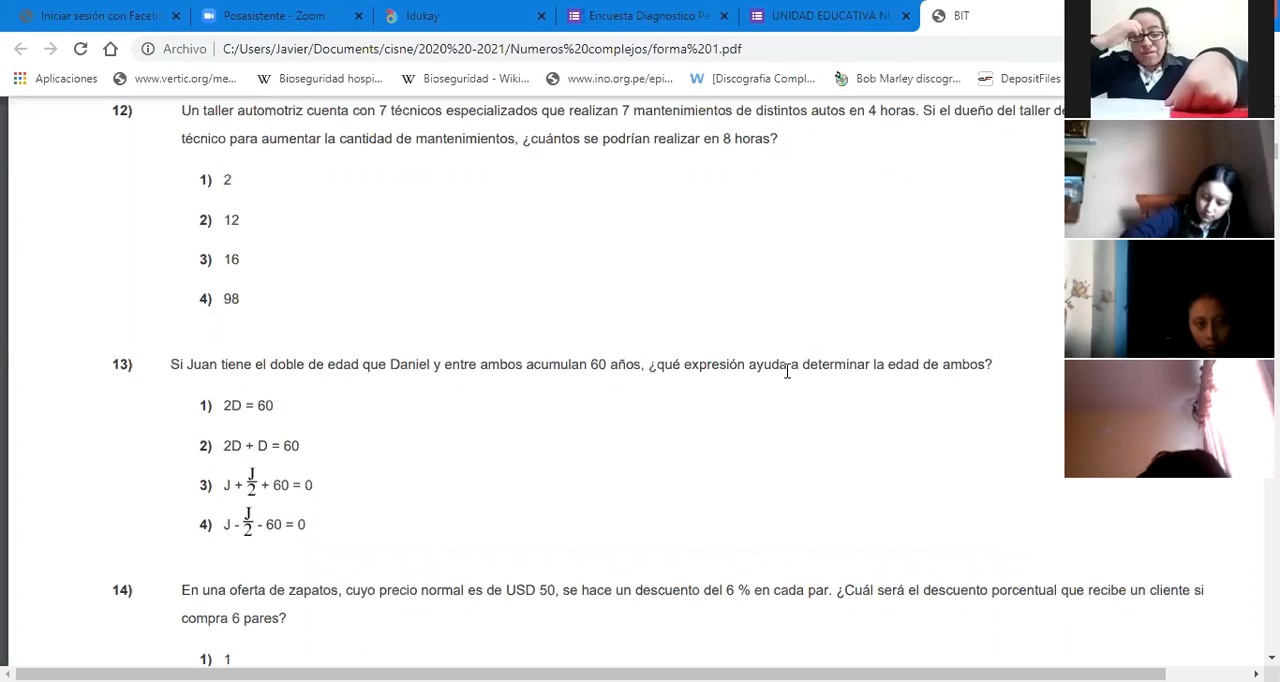 Iniciar sesión con Faceb
Posasistente - Zoom
Idukay
Encuesta Diagnostico Pe
UNIDAD EDUCATIVA NU
BIT
Archivo C:/Users/Javier/Documents/cisne/2020%20-2021/Numeros%20complejos/forma%201.pdf
Aplicaciones
www.vertic.org/me...
Bioseguridad hospi...
Bioseguridad - Wiki...
www.ino.org.pe/epi...
[Discografia Compl...
Bob Marley discogr...
DepositFiles
12) Un taller automotriz cuenta con 7 técnicos especializados que realizan 7 mantenimientos de distintos autos en 4 horas. Si el dueño del taller de
técnico para aumentar la cantidad de mantenimientos, ¿cuántos se podrían realizar en 8 horas?
1) 2
2) 12
3) 16
4) 98
13) Si Juan tiene el doble de edad que Daniel y entre ambos acumulan 60 años, ¿qué expresión ayuda a determinar la edad de ambos?
1) 2D = 60
2) 2D + D = 60
3) J + J/2 + 60 = 0
4) J - J/2 - 60 = 0
14) En una oferta de zapatos, cuyo precio normal es de USD 50, se hace un descuento del 6 % en cada par. ¿Cuál será el descuento porcentual que recibe un cliente si
compra 6 pares?
1) 1